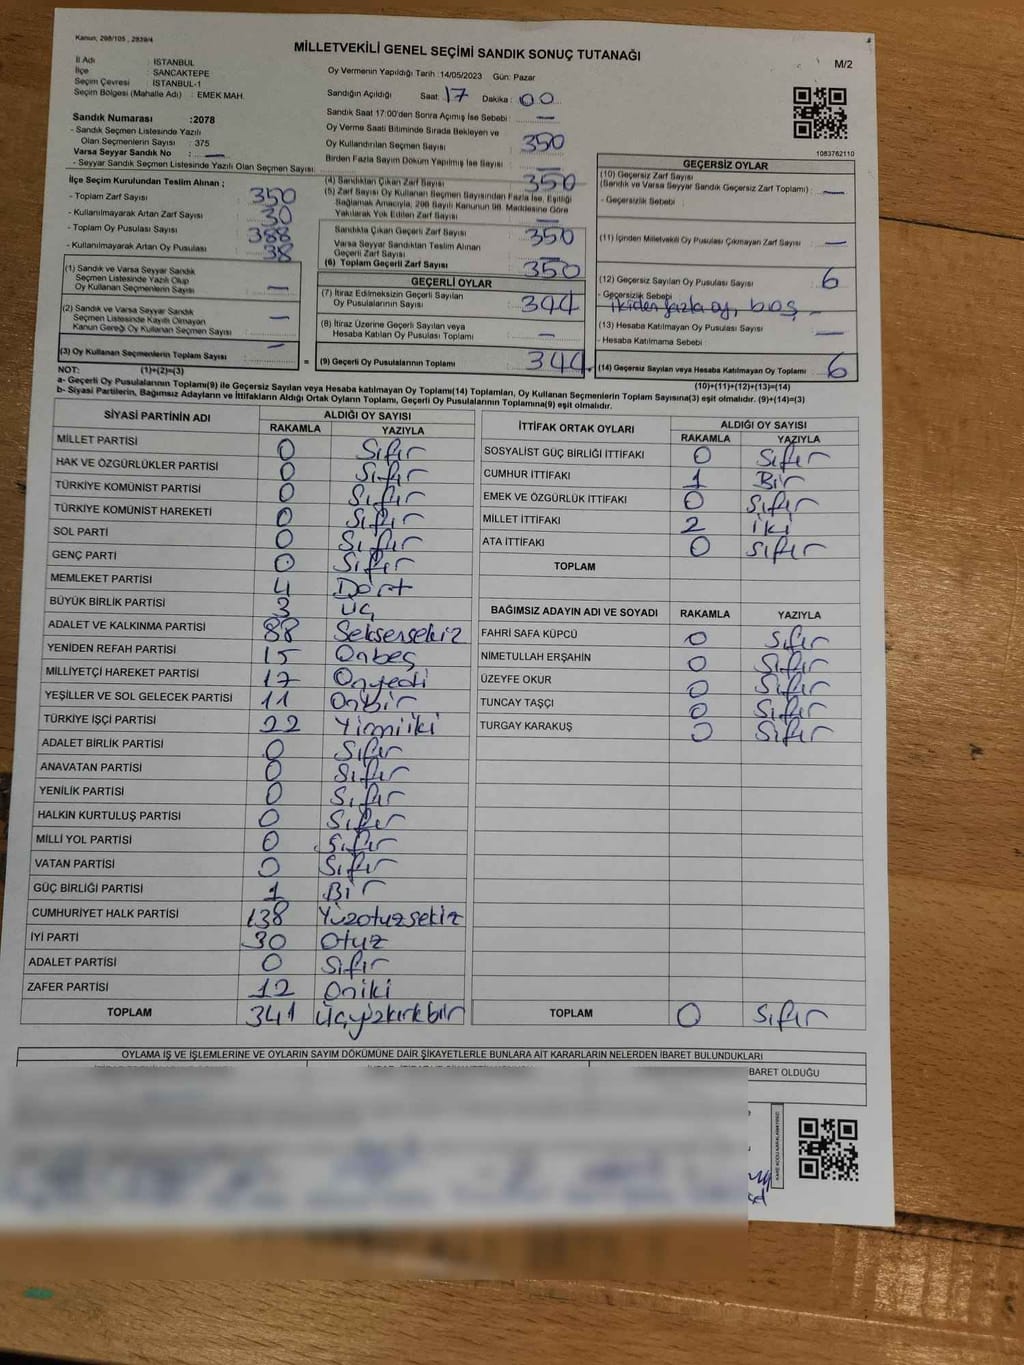 Kanun, 298/105 , 2839/4
MİLLETVEKİLİ GENEL SEÇİMİ SANDIK SONUÇ TUTANAĞI
M/2
İl Adı : İSTANBUL
İlçe : SANCAKTEPE
Seçim Çevresi : İSTANBUL-1
Seçim Bölgesi (Mahalle Adı) : EMEK MAH.
Oy Vermenin Yapıldığı Tarih :14/05/2023 Gün: Pazar
Sandığın Açıldığı Saat: 17 Dakika : 00
Sandık Saat 17:00'den Sonra Açımış İse Sebebi : —
Oy Verme Saati Bitiminde Sırada Bekleyen ve
Oy Kullandırılan Seçmen Sayısı : 350
Birden Fazla Sayım Döküm Yapılmış İse Sayısı : —
Sandık Numarası :2078
- Sandık Seçmen Listesinde Yazılı
Olan Seçmenlerin Sayısı : 375
Varsa Seyyar Sandık No : —
- Seyyar Sandık Seçmen Listesinde Yazılı Olan Seçmen Sayısı:
1083762110
İlçe Seçim Kurulundan Teslim Alınan ;
- Toplam Zarf Sayısı : 350
- Kullanılmayarak Artan Zarf Sayısı : 30
- Toplam Oy Pusulası Sayısı : 388
- Kullanılmayarak Artan Oy Pusulası : 38
(4) Sandıktan Çıkan Zarf Sayısı : 350
(5) Zarf Sayısı Oy Kullanan Seçmen Sayısından Fazla İse, Eşitliği
Sağlamak Amacıyla, 298 Sayılı Kanunun 98. Maddesine Göre
Yakılarak Yok Edilen Zarf Sayısı : —
Sandıkta Çıkan Geçerli Zarf Sayısı : 350
Varsa Seyyar Sandıktan Teslim Alınan
Geçerli Zarf Sayısı :
(6) Toplam Geçerli Zarf Sayısı : 350
GEÇERSİZ OYLAR
(10) Geçersiz Zarf Sayısı
(Sandık ve Varsa Seyyar Sandık Geçersiz Zarf Toplamı) : —
- Geçersizlik Sebebi :
(11) İçinden Milletvekili Oy Pusulası Çıkmayan Zarf Sayısı : —
(12) Geçersiz Sayılan Oy Pusulası Sayısı : 6
- Geçersizlik Sebebi : ikiden fazla oy, boş
(13) Hesaba Katılmayan Oy Pusulası Sayısı : —
- Hesaba Katılmama Sebebi :
(14) Geçersiz Sayılan veya Hesaba Katılmayan Oy Toplamı : 6
(10)+(11)+(12)+(13)=(14)
(1) Sandık ve Varsa Seyyar Sandık
Seçmen Listesinde Yazılı Olup
Oy Kullanan Seçmenlerin Sayısı : —
(2) Sandık ve Varsa Seyyar Sandık
Seçmen Listesinde Kayıtlı Olmayan
Kanun Gereği Oy Kullanan Seçmen Sayısı : —
(3) Oy Kullanan Seçmenlerin Toplam Sayısı : —
(1)+(2)=(3)
GEÇERLİ OYLAR
(7) İtiraz Edilmeksizin Geçerli Sayılan
Oy Pusulalarının Sayısı : 344
(8) İtiraz Üzerine Geçerli Sayılan veya
Hesaba Katılan Oy Pusulası Toplamı : —
= (9) Geçerli Oy Pusulalarının Toplamı : 344 +
NOT:
a- Geçerli Oy Pusulalarının Toplamı(9) ile Geçersiz Sayılan veya Hesaba katılmayan Oy Toplamı(14) Toplamları, Oy Kullanan Seçmenlerin Toplam Sayısına(3) eşit olmalıdır. (9)+(14)=(3)
b- Siyasi Partilerin, Bağımsız Adayların ve İttifakların Aldığı Ortak Oyların Toplamı, Geçerli Oy Pusulalarının Toplamına(9) eşit olmalıdır.
SİYASİ PARTİNİN ADI ALDIĞI OY SAYISI
RAKAMLA YAZIYLA
MİLLET PARTİSİ 0 Sıfır
HAK VE ÖZGÜRLÜKLER PARTİSİ 0 Sıfır
TÜRKİYE KOMÜNİST PARTİSİ 0 Sıfır
TÜRKİYE KOMÜNİST HAREKETİ 0 Sıfır
SOL PARTİ 0 Sıfır
GENÇ PARTİ 0 Sıfır
MEMLEKET PARTİSİ 4 Dört
BÜYÜK BİRLİK PARTİSİ 3 Üç
ADALET VE KALKINMA PARTİSİ 88 Seksensekiz
YENİDEN REFAH PARTİSİ 15 Onbeş
MİLLİYETÇİ HAREKET PARTİSİ 17 Onyedi
YEŞİLLER VE SOL GELECEK PARTİSİ 11 Onbir
TÜRKİYE İŞÇİ PARTİSİ 22 Yirmiiki
ADALET BİRLİK PARTİSİ 0 Sıfır
ANAVATAN PARTİSİ 0 Sıfır
YENİLİK PARTİSİ 0 Sıfır
HALKIN KURTULUŞ PARTİSİ 0 Sıfır
MİLLİ YOL PARTİSİ 0 Sıfır
VATAN PARTİSİ 0 Sıfır
GÜÇ BİRLİĞİ PARTİSİ 1 Bir
CUMHURİYET HALK PARTİSİ 138 Yüzotuzsekiz
İYİ PARTİ 30 Otuz
ADALET PARTİSİ 0 Sıfır
ZAFER PARTİSİ 12 Oniki
TOPLAM 341 Üçyüzkırkbir
İTTİFAK ORTAK OYLARI ALDIĞI OY SAYISI
RAKAMLA YAZIYLA
SOSYALİST GÜÇ BİRLİĞİ İTTİFAKI 0 Sıfır
CUMHUR İTTİFAKI 1 Bir
EMEK VE ÖZGÜRLÜK İTTİFAKI 0 Sıfır
MİLLET İTTİFAKI 2 iki
ATA İTTİFAKI 0 sıfır
TOPLAM
BAĞIMSIZ ADAYIN ADI VE SOYADI RAKAMLA YAZIYLA
FAHRİ SAFA KÜPCÜ 0 Sıfır
NİMETULLAH ERŞAHİN 0 Sıfır
ÜZEYFE OKUR 0 Sıfır
TUNCAY TAŞÇI 0 Sıfır
TURGAY KARAKUŞ 0 Sıfır
TOPLAM 0 Sıfır
OYLAMA İŞ VE İŞLEMLERİNE VE OYLARIN SAYIM DÖKÜMÜNE DAİR ŞİKAYETLERLE BUNLARA AİT KARARLARIN NELERDEN İBARET BULUNDUKLARI
BARET OLDUĞU